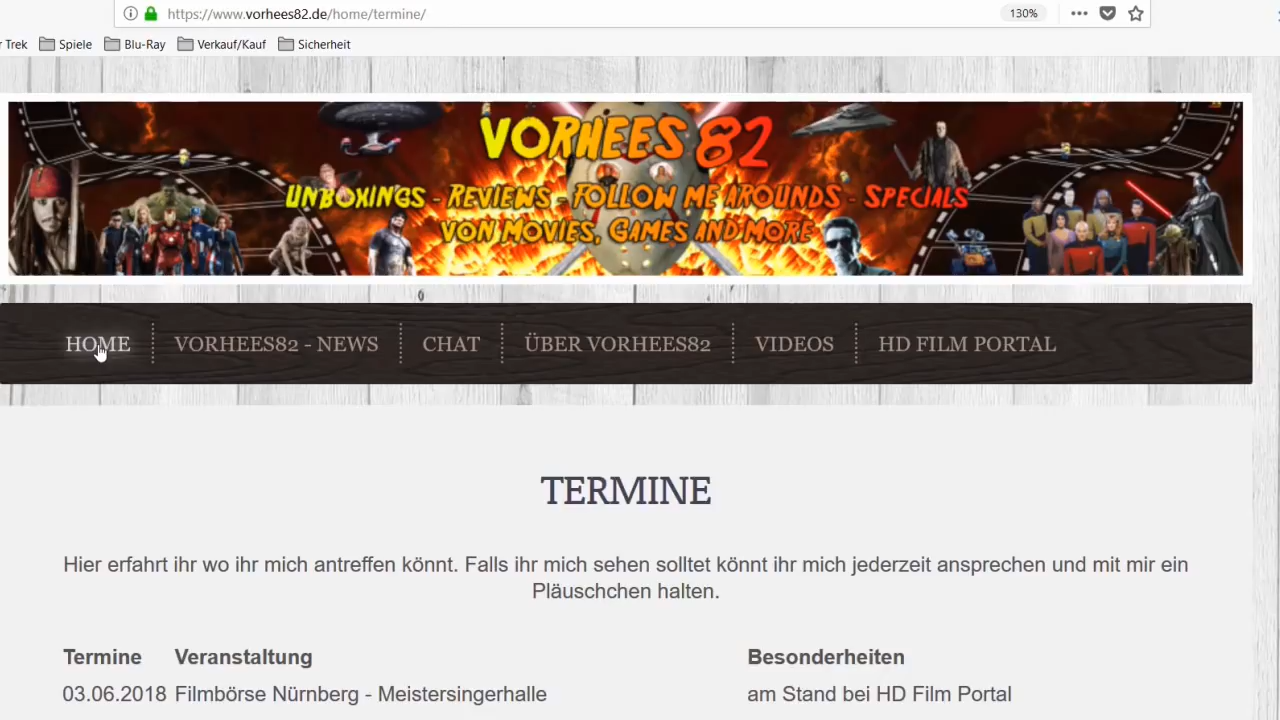 https://www.vorhees82.de/home/termine/
130%
Trek Spiele Blu-Ray Verkauf/Kauf Sicherheit
VORHEES 82
UNBOXINGS - REVIEWS - FOLLOW ME AROUNDS - SPECIALS
VON MOVIES, GAMES AND MORE
HOME VORHEES82 - NEWS CHAT ÜBER VORHEES82 VIDEOS HD FILM PORTAL
TERMINE
Hier erfahrt ihr wo ihr mich antreffen könnt. Falls ihr mich sehen solltet könnt ihr mich jederzeit ansprechen und mit mir ein
Pläuschchen halten.
Termine Veranstaltung Besonderheiten
03.06.2018 Filmbörse Nürnberg - Meistersingerhalle am Stand bei HD Film Portal